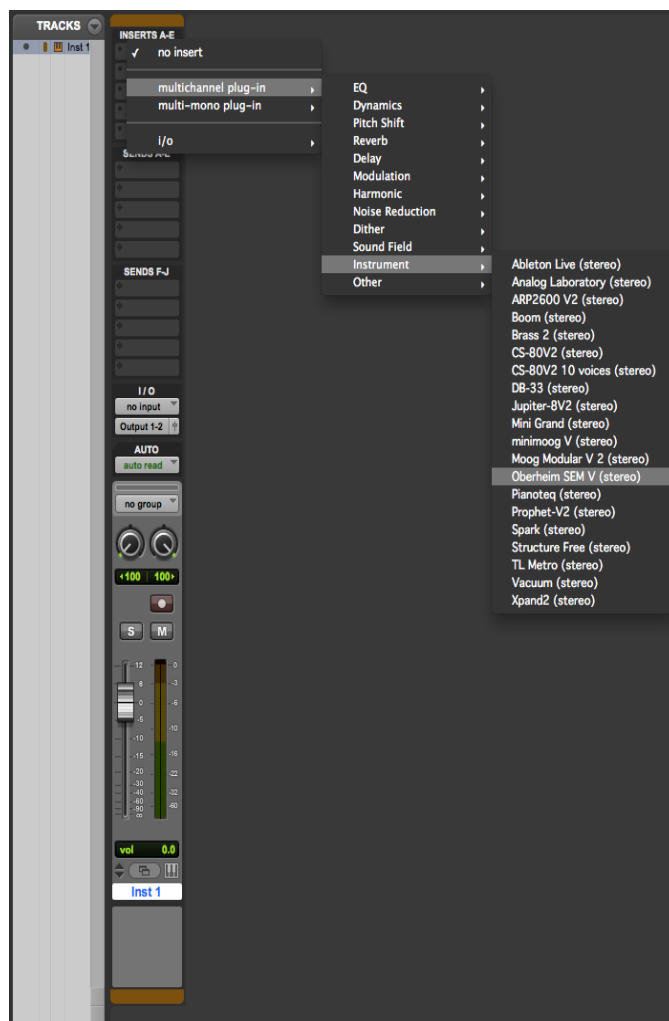 TRACKS
Inst 1
INSERTS A-E
✓ no insert
multichannel plug-in
multi-mono plug-in
i/o
SENDS A-E
EQ
Dynamics
Pitch Shift
Reverb
Delay
Modulation
Harmonic
Noise Reduction
Dither
Sound Field
Instrument
Other
Ableton Live (stereo)
Analog Laboratory (stereo)
ARP2600 V2 (stereo)
Boom (stereo)
Brass 2 (stereo)
CS-80V2 (stereo)
CS-80V2 10 voices (stereo)
DB-33 (stereo)
Jupiter-8V2 (stereo)
Mini Grand (stereo)
minimoog V (stereo)
Moog Modular V 2 (stereo)
Oberheim SEM V (stereo)
Pianoteq (stereo)
Prophet-V2 (stereo)
Spark (stereo)
Structure Free (stereo)
TL Metro (stereo)
Vacuum (stereo)
Xpand2 (stereo)
SENDS F-J
I / O
no input
Output 1-2
AUTO
auto read
no group
100 100
S M
12 0
6 -3
0 -6
-5
-10
-10
-15 -16
-20 -22
-30
-40 -32
-60 -60
-90
∞
vol 0.0
Inst 1